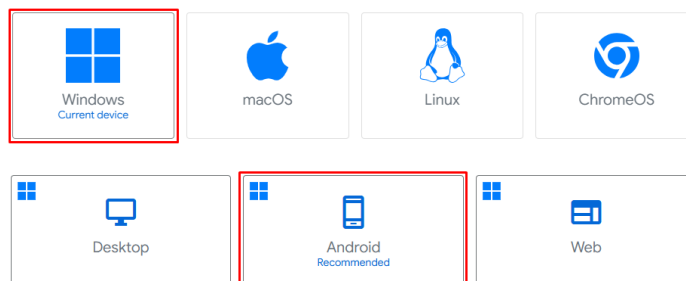 Windows
Current device
macOS
Linux
ChromeOS
Desktop
Android
Recommended
Web